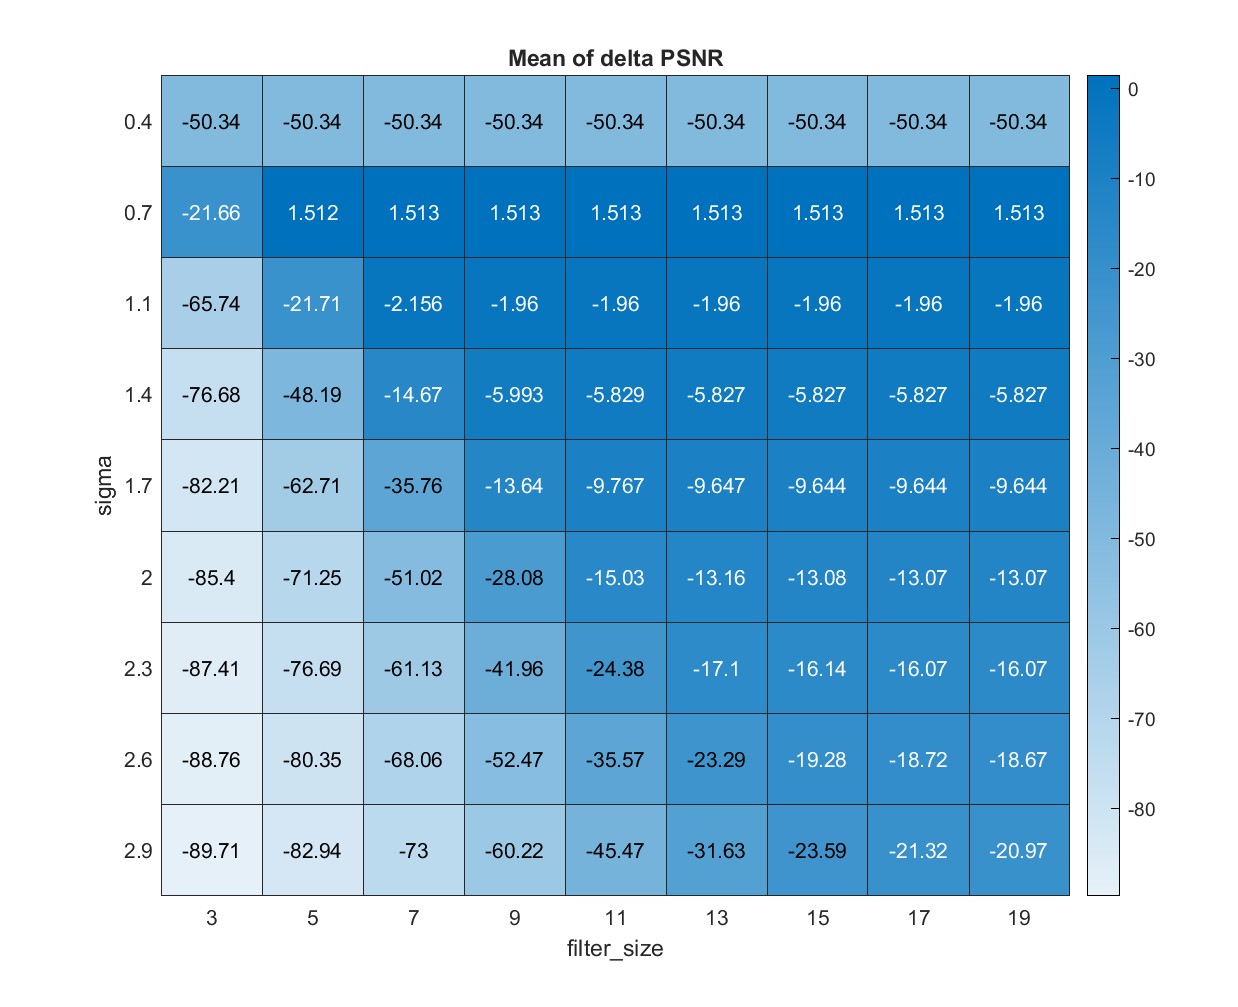 Mean of delta PSNR
0.4 -50.34 -50.34 -50.34 -50.34 -50.34 -50.34 -50.34 -50.34 -50.34
0.7 -21.66 1.512 1.513 1.513 1.513 1.513 1.513 1.513 1.513
1.1 -65.74 -21.71 -2.156 -1.96 -1.96 -1.96 -1.96 -1.96 -1.96
1.4 -76.68 -48.19 -14.67 -5.993 -5.829 -5.827 -5.827 -5.827 -5.827
1.7 -82.21 -62.71 -35.76 -13.64 -9.767 -9.647 -9.644 -9.644 -9.644
2 -85.4 -71.25 -51.02 -28.08 -15.03 -13.16 -13.08 -13.07 -13.07
2.3 -87.41 -76.69 -61.13 -41.96 -24.38 -17.1 -16.14 -16.07 -16.07
2.6 -88.76 -80.35 -68.06 -52.47 -35.57 -23.29 -19.28 -18.72 -18.67
2.9 -89.71 -82.94 -73 -60.22 -45.47 -31.63 -23.59 -21.32 -20.97
3 5 7 9 11 13 15 17 19
filter_size
sigma
0
-10
-20
-30
-40
-50
-60
-70
-80